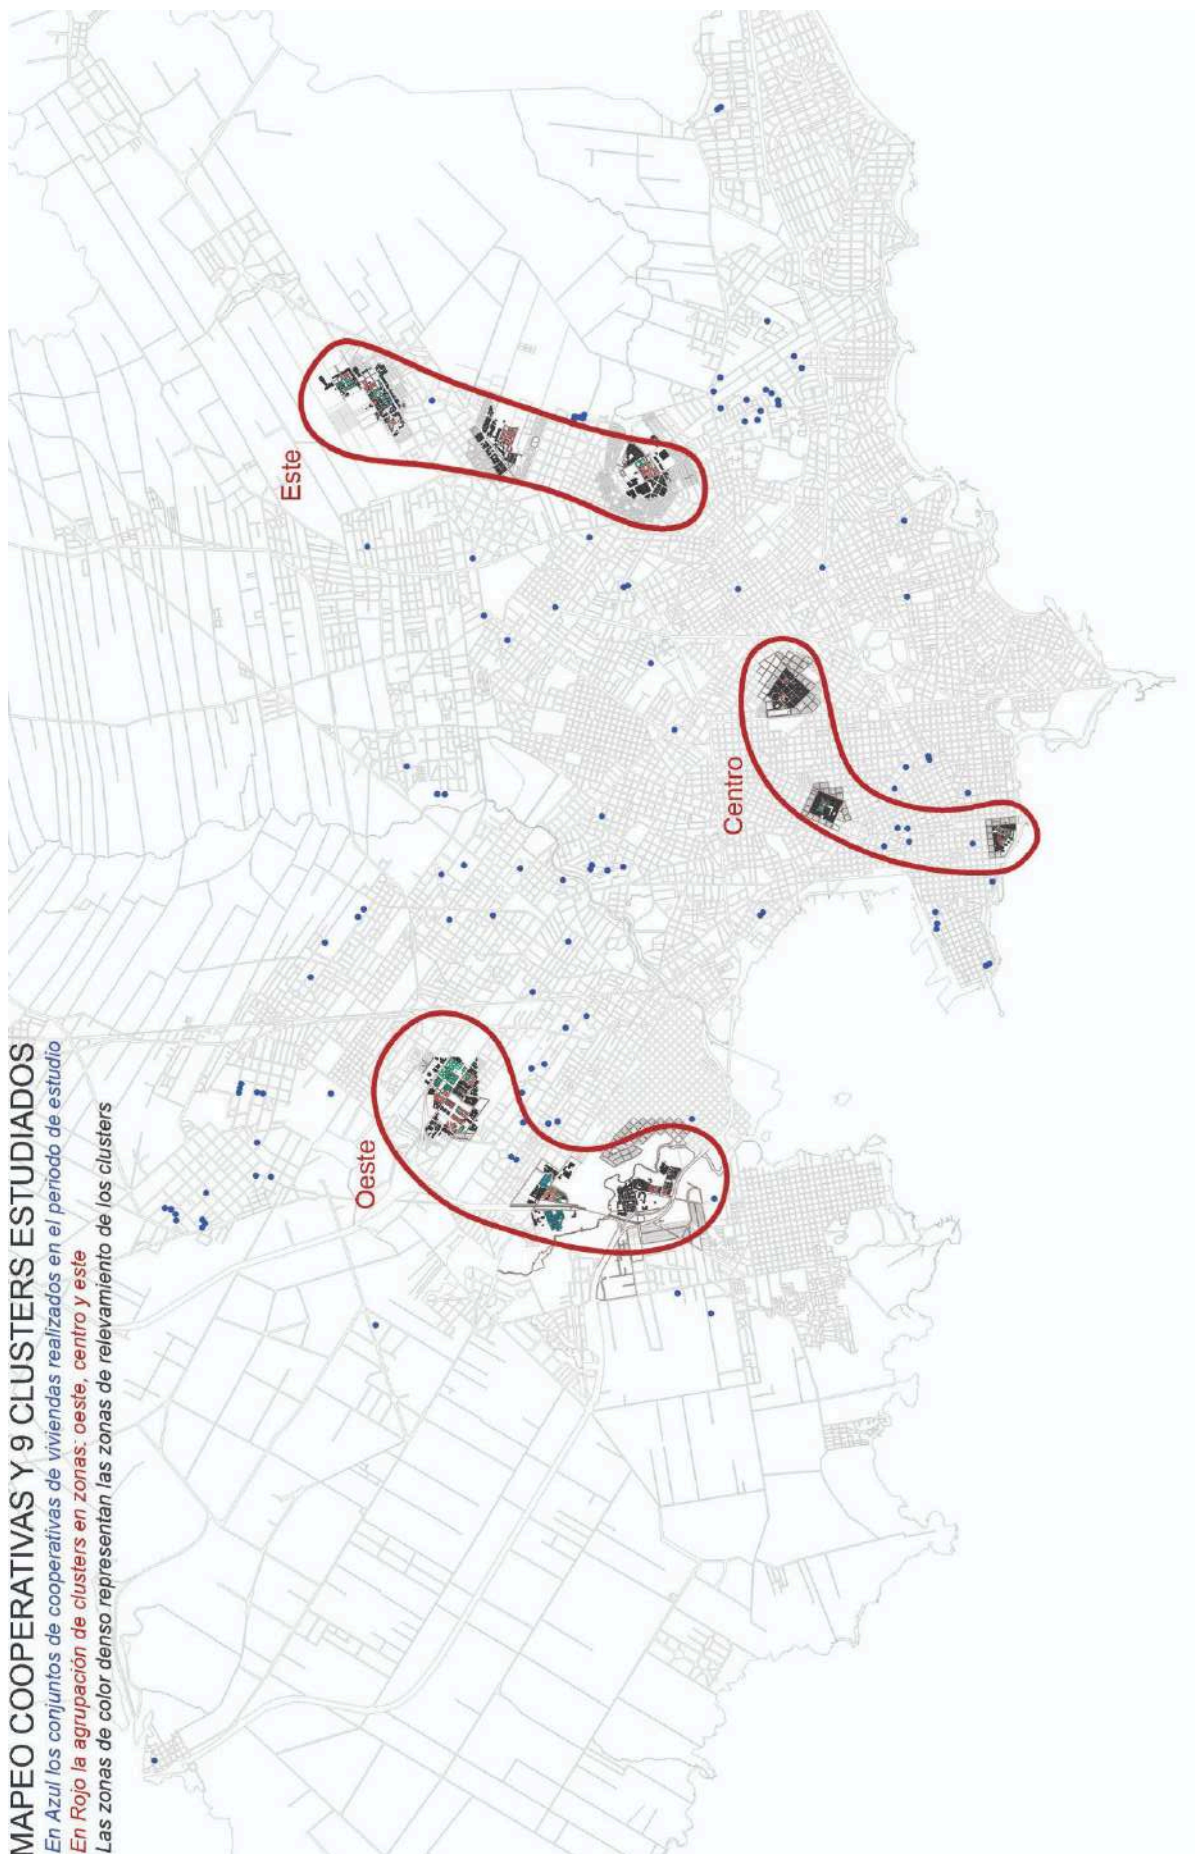 MAPEO COOPERATIVAS Y 9 CLUSTERS ESTUDIADOS
En Azul los conjuntos de cooperativas de viviendas realizados en el período de estudio
En Rojo la agrupación de clusters en zonas: oeste, centro y este
Las zonas de color denso representan las zonas de relevamiento de los clusters
Oeste
Centro
Este